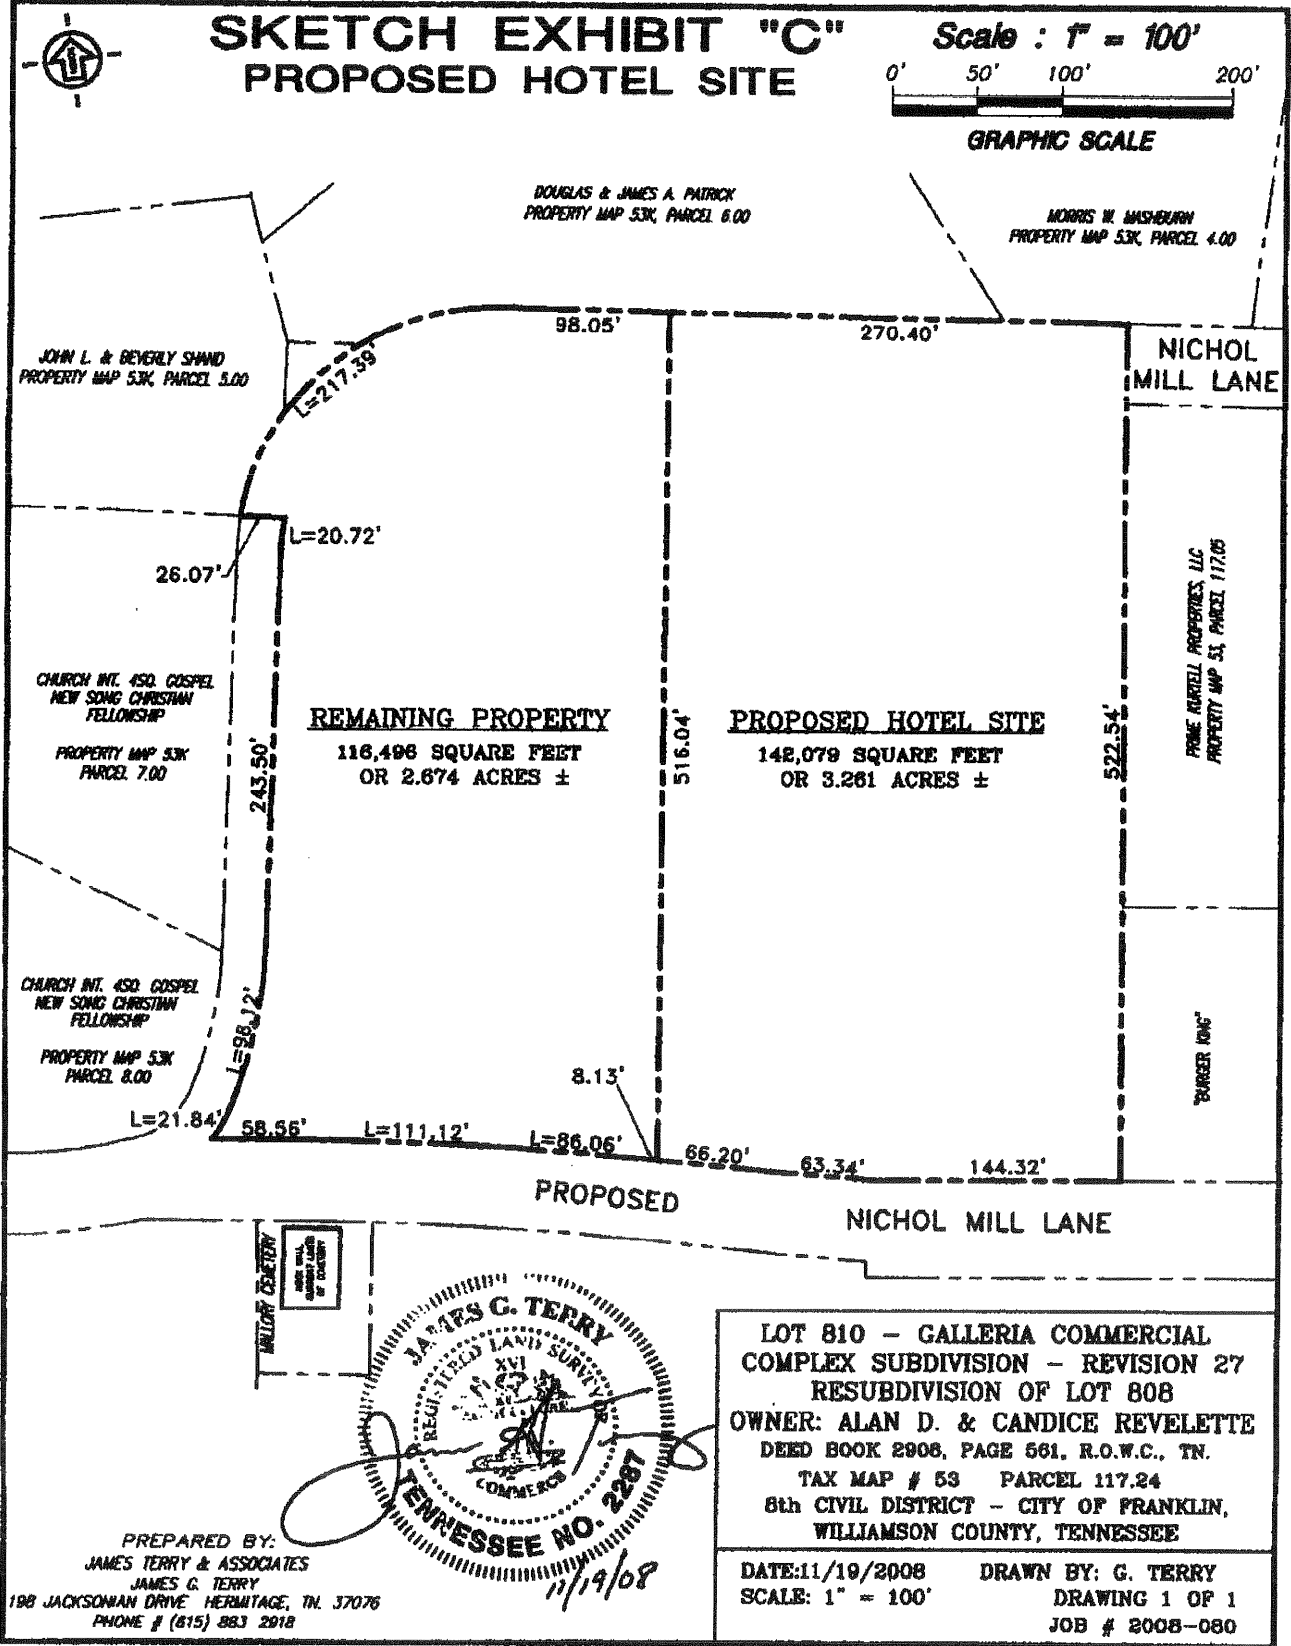 SKETCH EXHIBIT "C"
PROPOSED HOTEL SITE
Scale : 1" = 100'
0' 50' 100' 200'
GRAPHIC SCALE
DOUGLAS & JAMES A. PATRICK
PROPERTY MAP 53K, PARCEL 6.00
MORRIS W. MASHBURN
PROPERTY MAP 53K, PARCEL 4.00
98.05'
270.40'
NICHOL
MILL LANE
JOHN L. & BEVERLY SHAND
PROPERTY MAP 53K, PARCEL 5.00
L=217.39'
L=20.72'
26.07'
PROPERTY MAP 53, PARCEL 117.05
CHURCH INT. 4SQ. GOSPEL
NEW SONG CHRISTIAN
FELLOWSHIP
PROPERTY MAP 53K
PARCEL 7.00
243.50'
REMAINING PROPERTY
116,496 SQUARE FEET
OR 2.674 ACRES ±
516.04'
PROPOSED HOTEL SITE
142,079 SQUARE FEET
OR 3.261 ACRES ±
522.54'
CHURCH INT. 4SQ. GOSPEL
NEW SONG CHRISTIAN
FELLOWSHIP
PROPERTY MAP 53K
PARCEL 8.00
L=98.12'
"BURGER KING"
8.13'
L=21.84'
58.56'
L=111.12'
L=86.06'
66.20'
63.34'
144.32'
PROPOSED
NICHOL MILL LANE
MALLORY CEMETERY
OF CEMETERY
JAMES G. TERRY
REGISTERED LAND SURVEYOR
XVI
COMMERCE
TENNESSEE NO. 2287
11/19/08
LOT 810 - GALLERIA COMMERCIAL
COMPLEX SUBDIVISION - REVISION 27
RESUBDIVISION OF LOT 808
OWNER: ALAN D. & CANDICE REVELETTE
DEED BOOK 2906, PAGE 561, R.O.W.C., TN.
TAX MAP # 53 PARCEL 117.24
8th CIVIL DISTRICT - CITY OF FRANKLIN,
WILLIAMSON COUNTY, TENNESSEE
PREPARED BY:
JAMES TERRY & ASSOCIATES
JAMES G. TERRY
198 JACKSONIAN DRIVE HERMITAGE, TN. 37076
PHONE # (615) 883 2918
DATE:11/19/2008 DRAWN BY: G. TERRY
SCALE: 1" = 100' DRAWING 1 OF 1
JOB # 2008-080